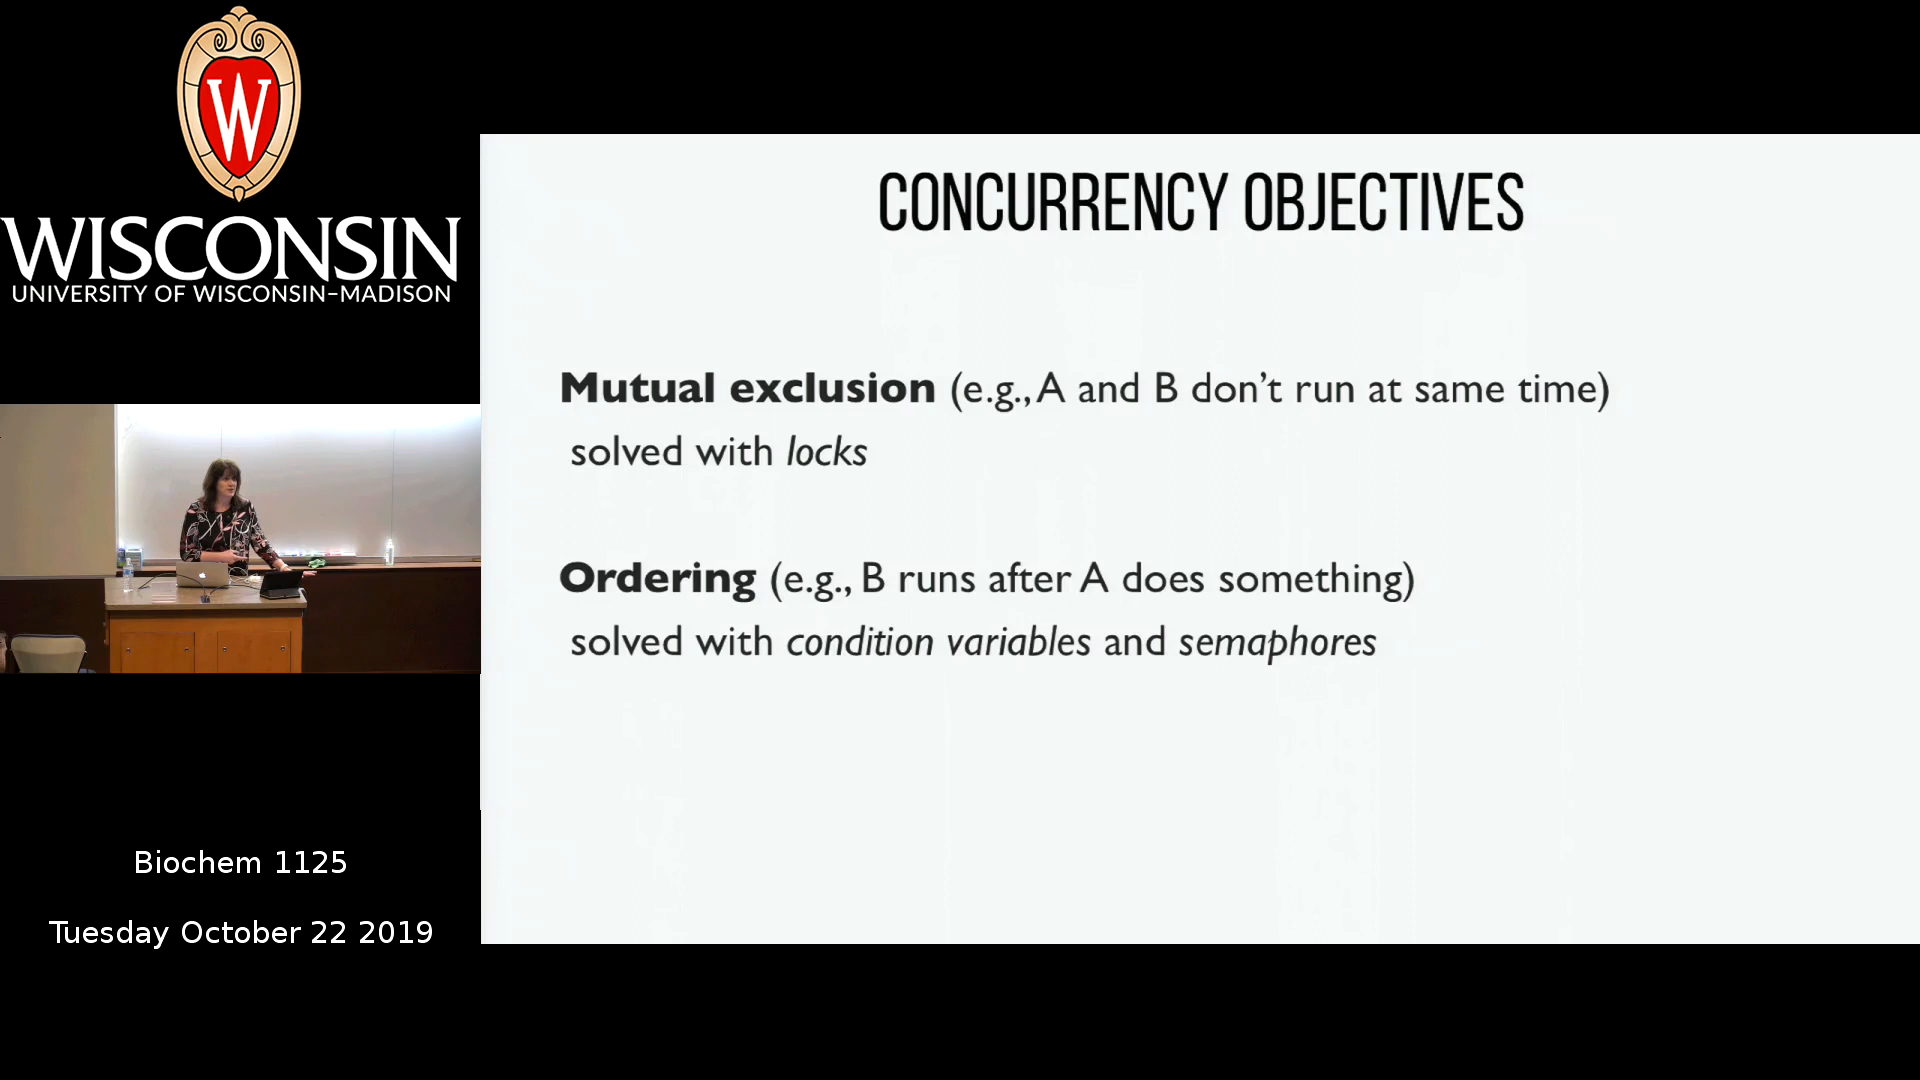 W
WISCONSIN
UNIVERSITY OF WISCONSIN–MADISON
CONCURRENCY OBJECTIVES
Mutual exclusion (e.g., A and B don't run at same time)
solved with locks
Ordering (e.g., B runs after A does something)
solved with condition variables and semaphores
Biochem 1125
Tuesday October 22 2019